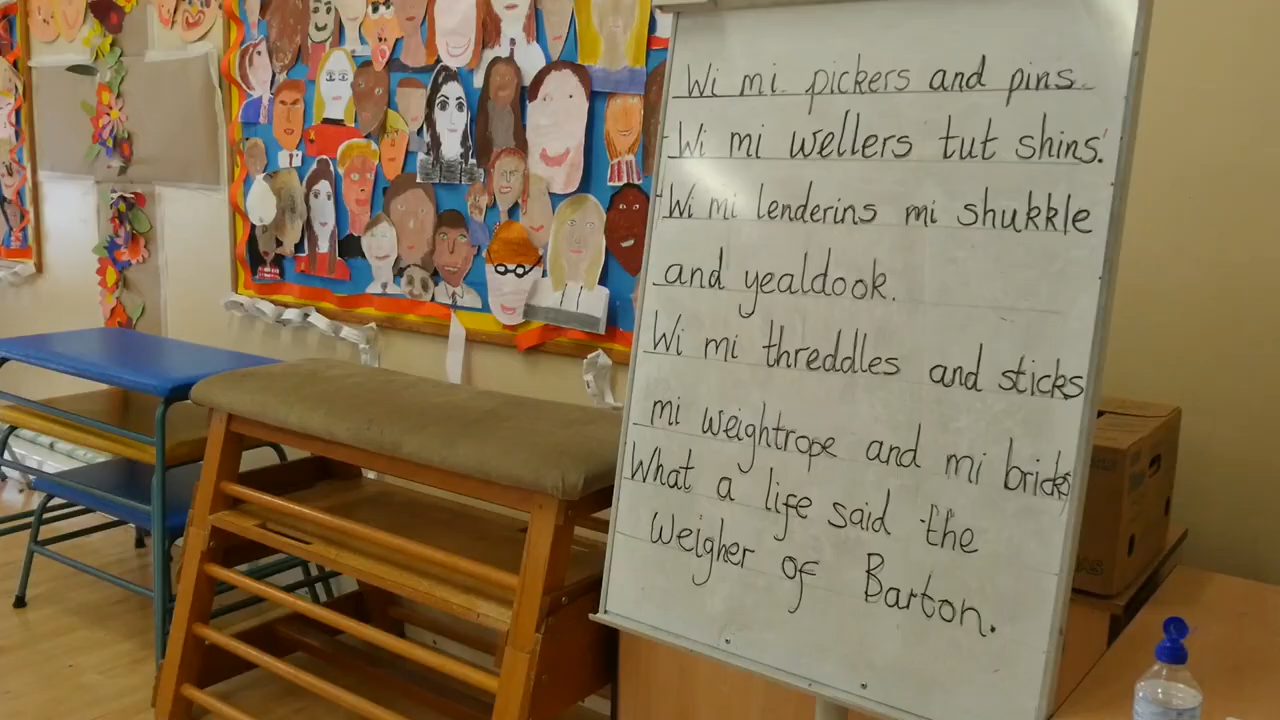 Wi mi pickers and pins.
Wi mi wellers tut shins.
Wi mi lenderins mi shukkle
and yealdook.
Wi mi threddles and sticks
mi weightrope and mi bricks
What a life said the
weigher of Barton.